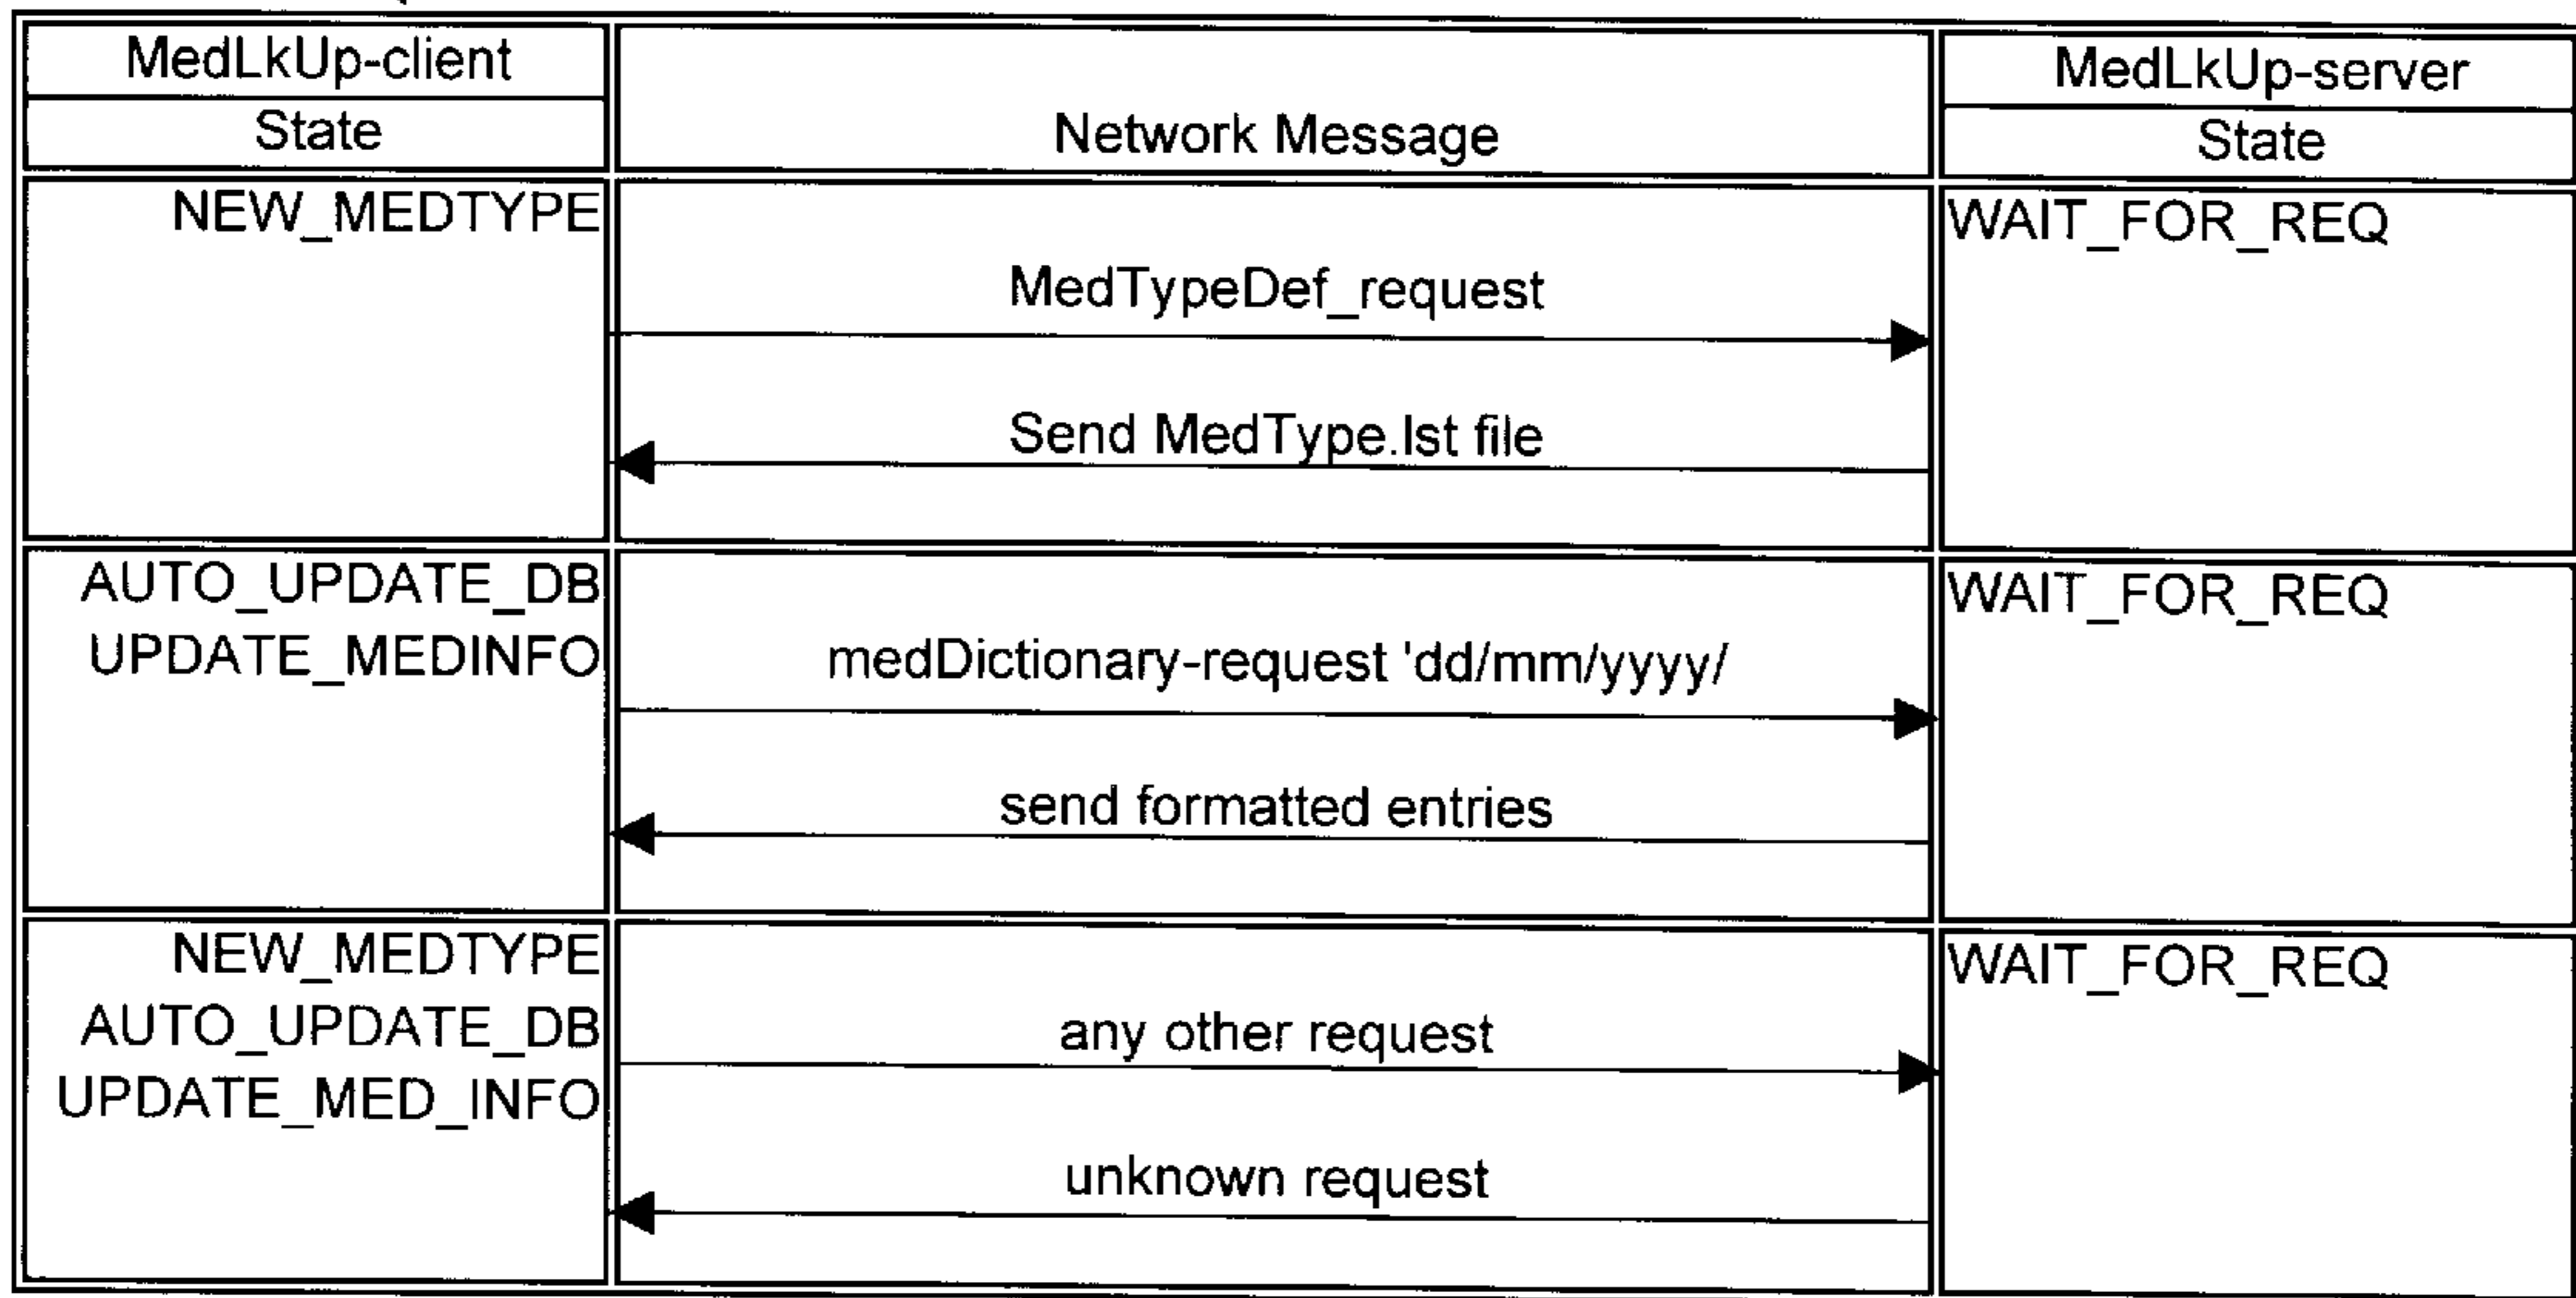 MedLkUp-client
MedLkUp-server
State
Network Message
State
NEW_MEDTYPE
WAIT_FOR_REQ
MedTypeDef_request
Send MedType.lst file
AUTO_UPDATE_DB
WAIT_FOR_REQ
UPDATE_MEDINFO
medDictionary-request 'dd/mm/yyyy/
send formatted entries
NEW_MEDTYPE
WAIT_FOR_REQ
AUTO_UPDATE_DB
any other request
UPDATE_MED_INFO
unknown request